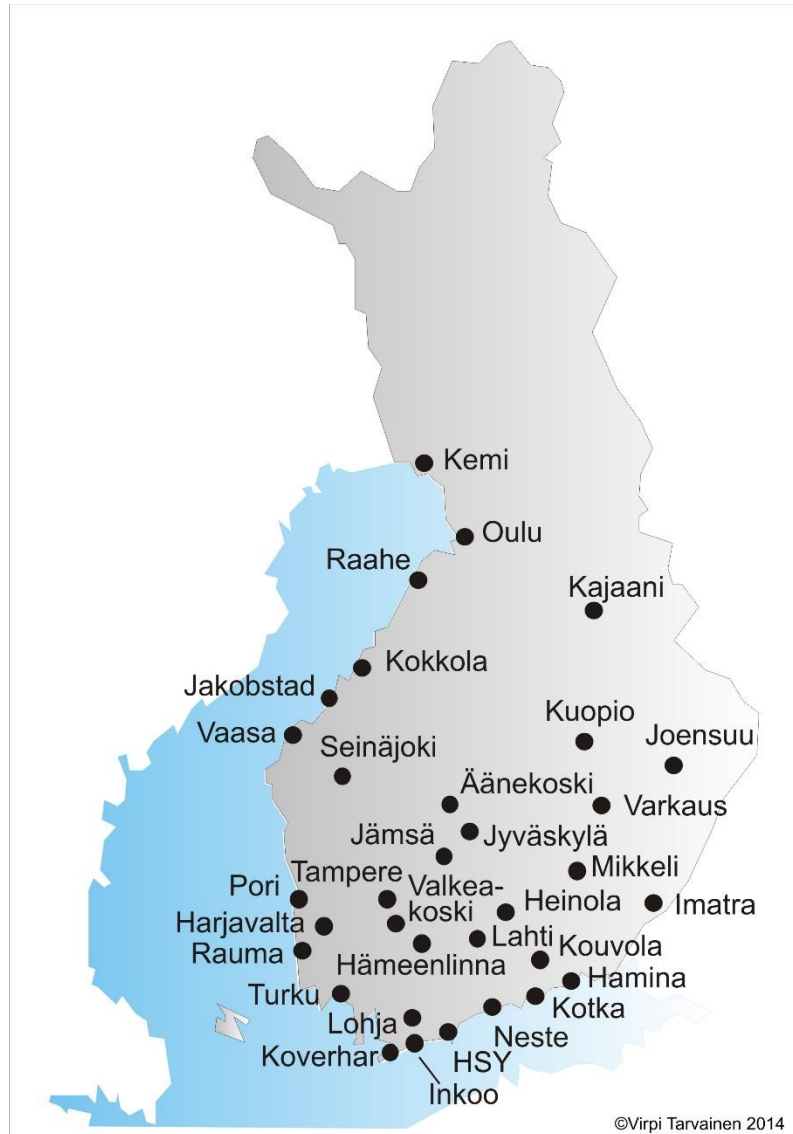 Kemi
Oulu
Raahe
Kajaani
Kokkola
Jakobstad
Vaasa
Kuopio
Joensuu
Seinäjoki
Äänekoski
Varkaus
Jämsä
Jyväskylä
Mikkeli
Tampere
Pori
Valkea-
koski
Heinola
Imatra
Harjavalta
Rauma
Lahti
Kouvola
Hämeenlinna
Hamina
Turku
Kotka
Lohja
Neste
Koverhar
HSY
Inkoo
©Virpi Tarvainen 2014